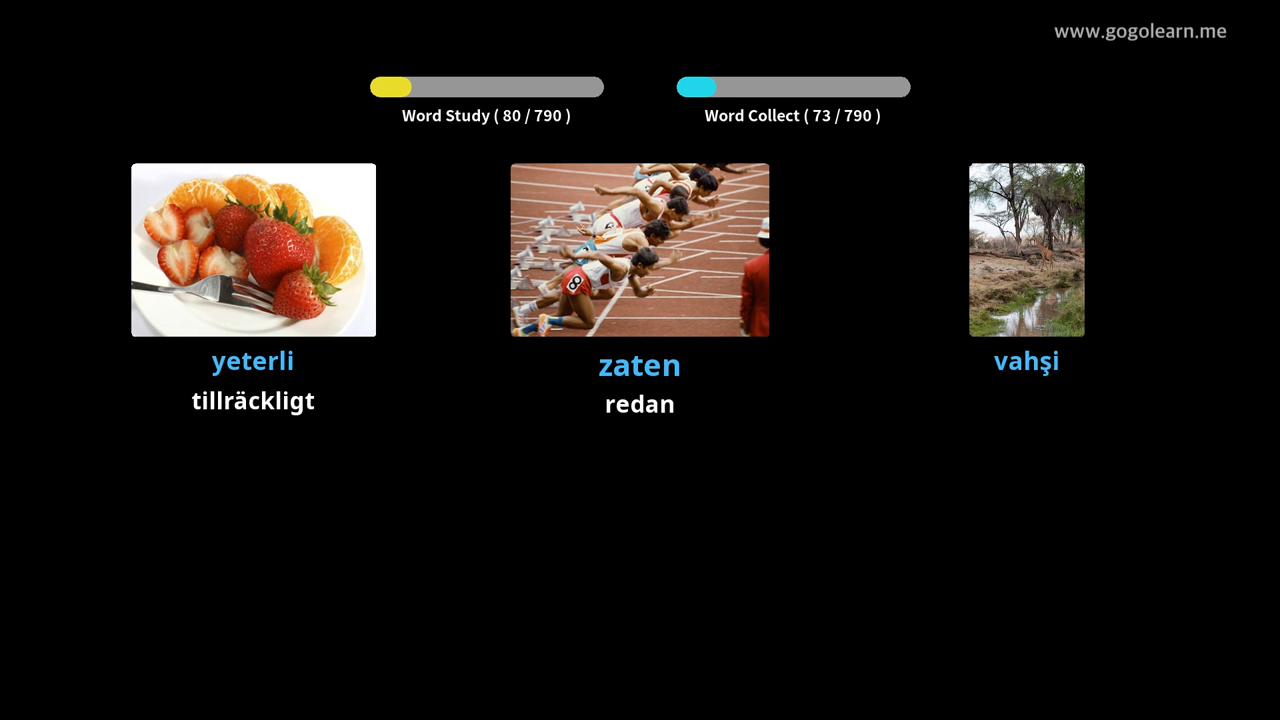 www.gogolearn.me
Word Study ( 80 / 790 )
Word Collect ( 73 / 790 )
yeterli
tillräckligt
zaten
redan
vahşi